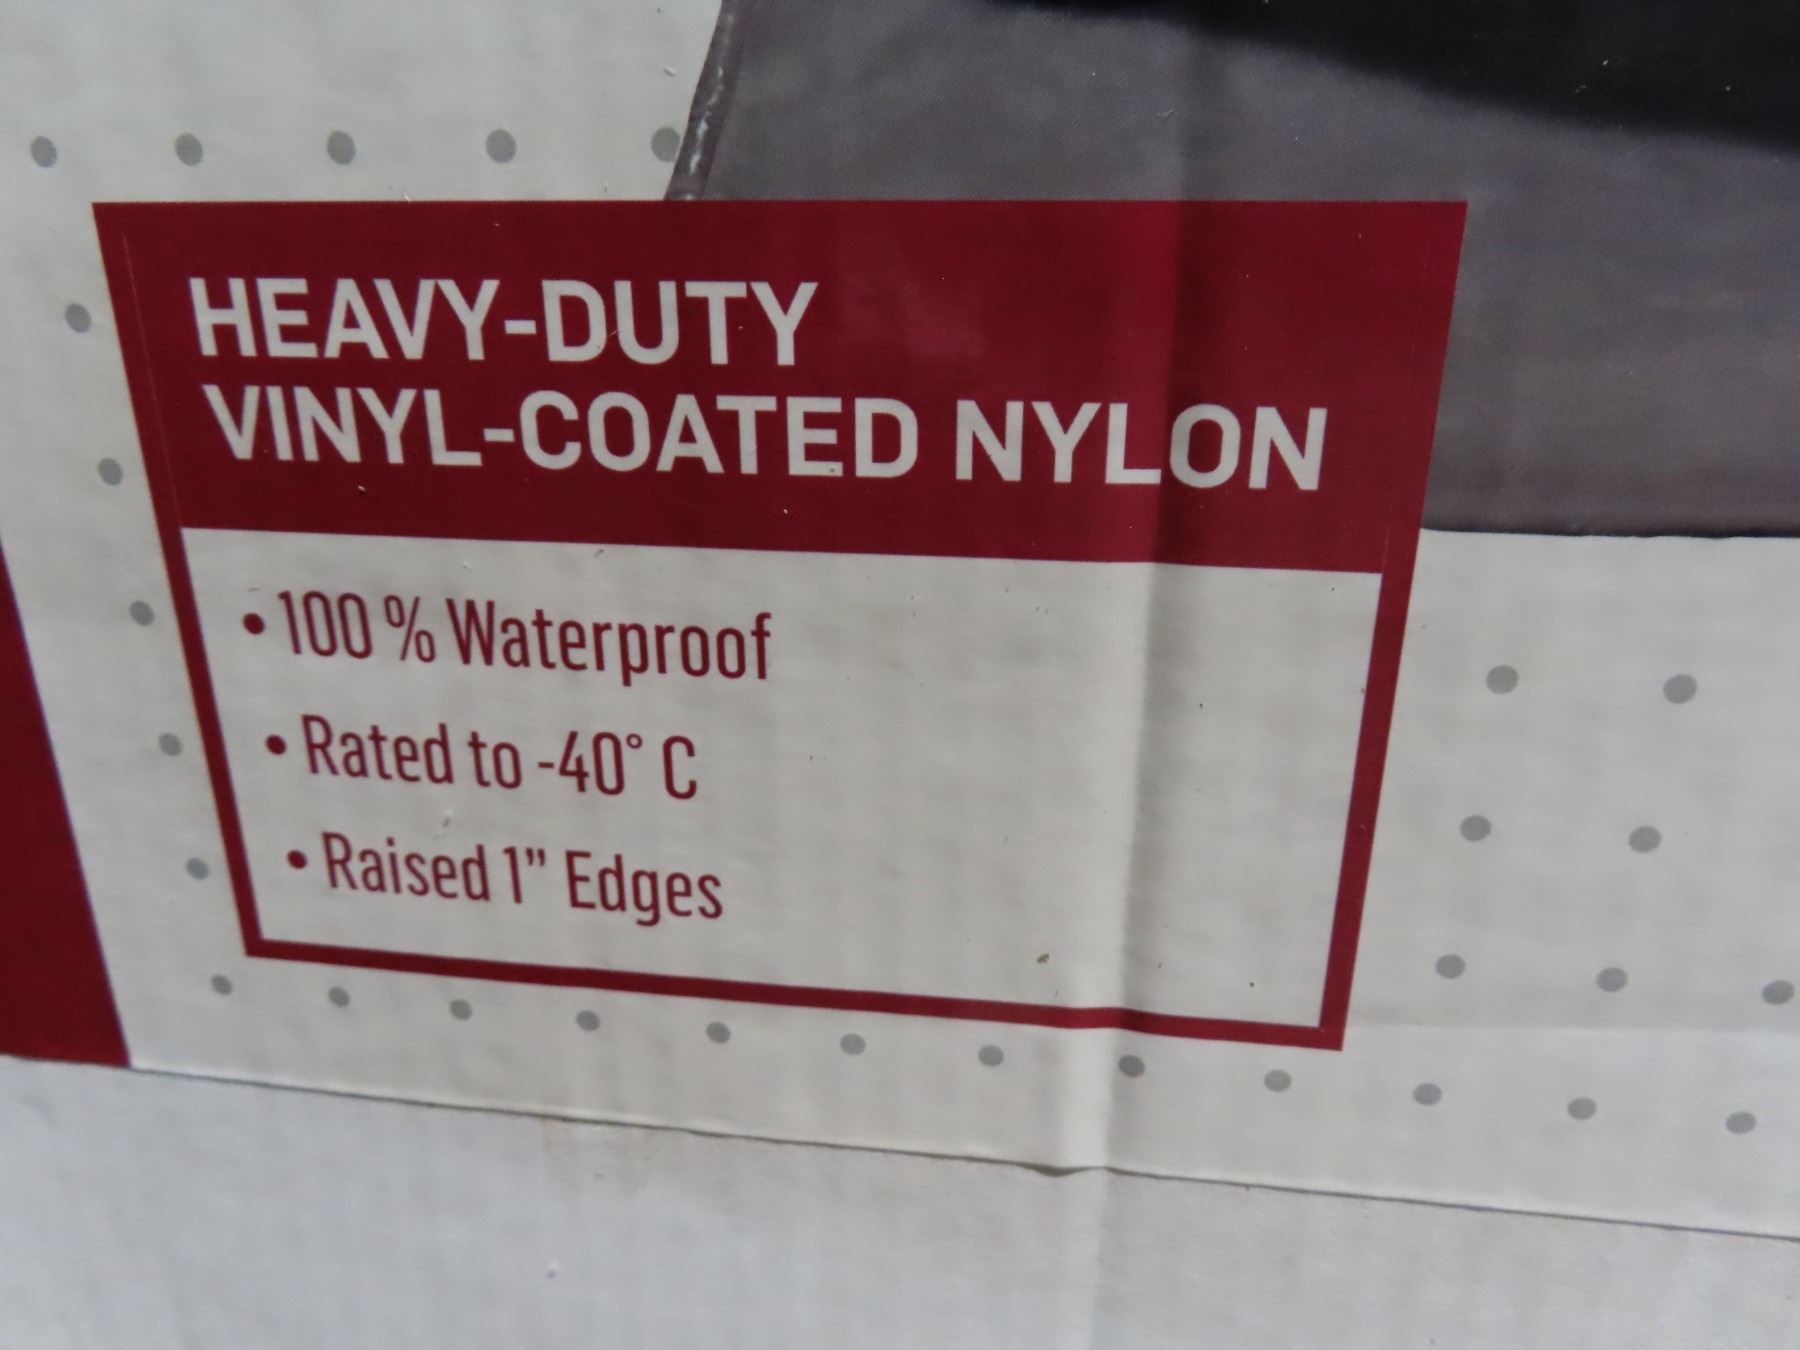 HEAVY-DUTY
VINYL-COATED NYLON
• 100 % Waterproof
• Rated to -40° C
• Raised 1” Edges